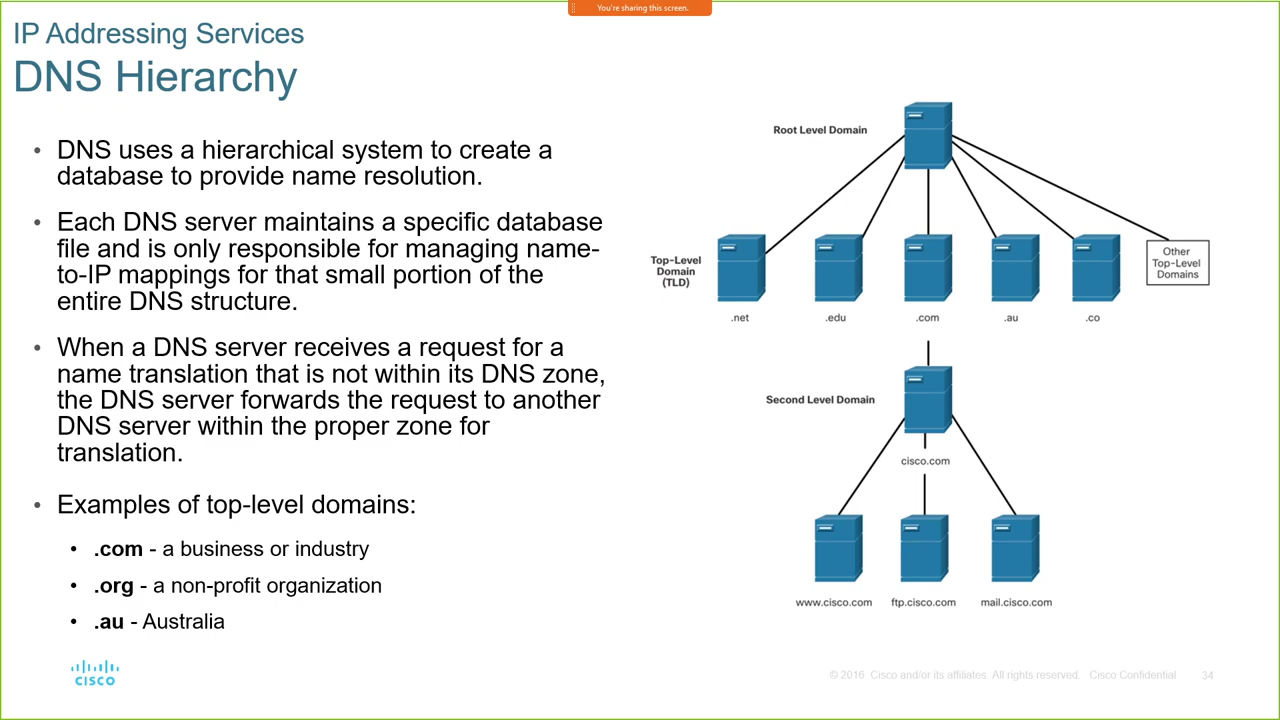 You're sharing this screen.
IP Addressing Services
DNS Hierarchy
• DNS uses a hierarchical system to create a
database to provide name resolution.
• Each DNS server maintains a specific database
file and is only responsible for managing name-
to-IP mappings for that small portion of the
entire DNS structure.
• When a DNS server receives a request for a
name translation that is not within its DNS zone,
the DNS server forwards the request to another
DNS server within the proper zone for
translation.
• Examples of top-level domains:
• .com - a business or industry
• .org - a non-profit organization
• .au - Australia
Root Level Domain
Top-Level
Domain
(TLD)
Other
Top-Level
Domains
.net
.edu
.com
.au
.co
Second Level Domain
cisco.com
www.cisco.com
ftp.cisco.com
mail.cisco.com
CISCO
© 2016 Cisco and/or its affiliates. All rights reserved. Cisco Confidential
34